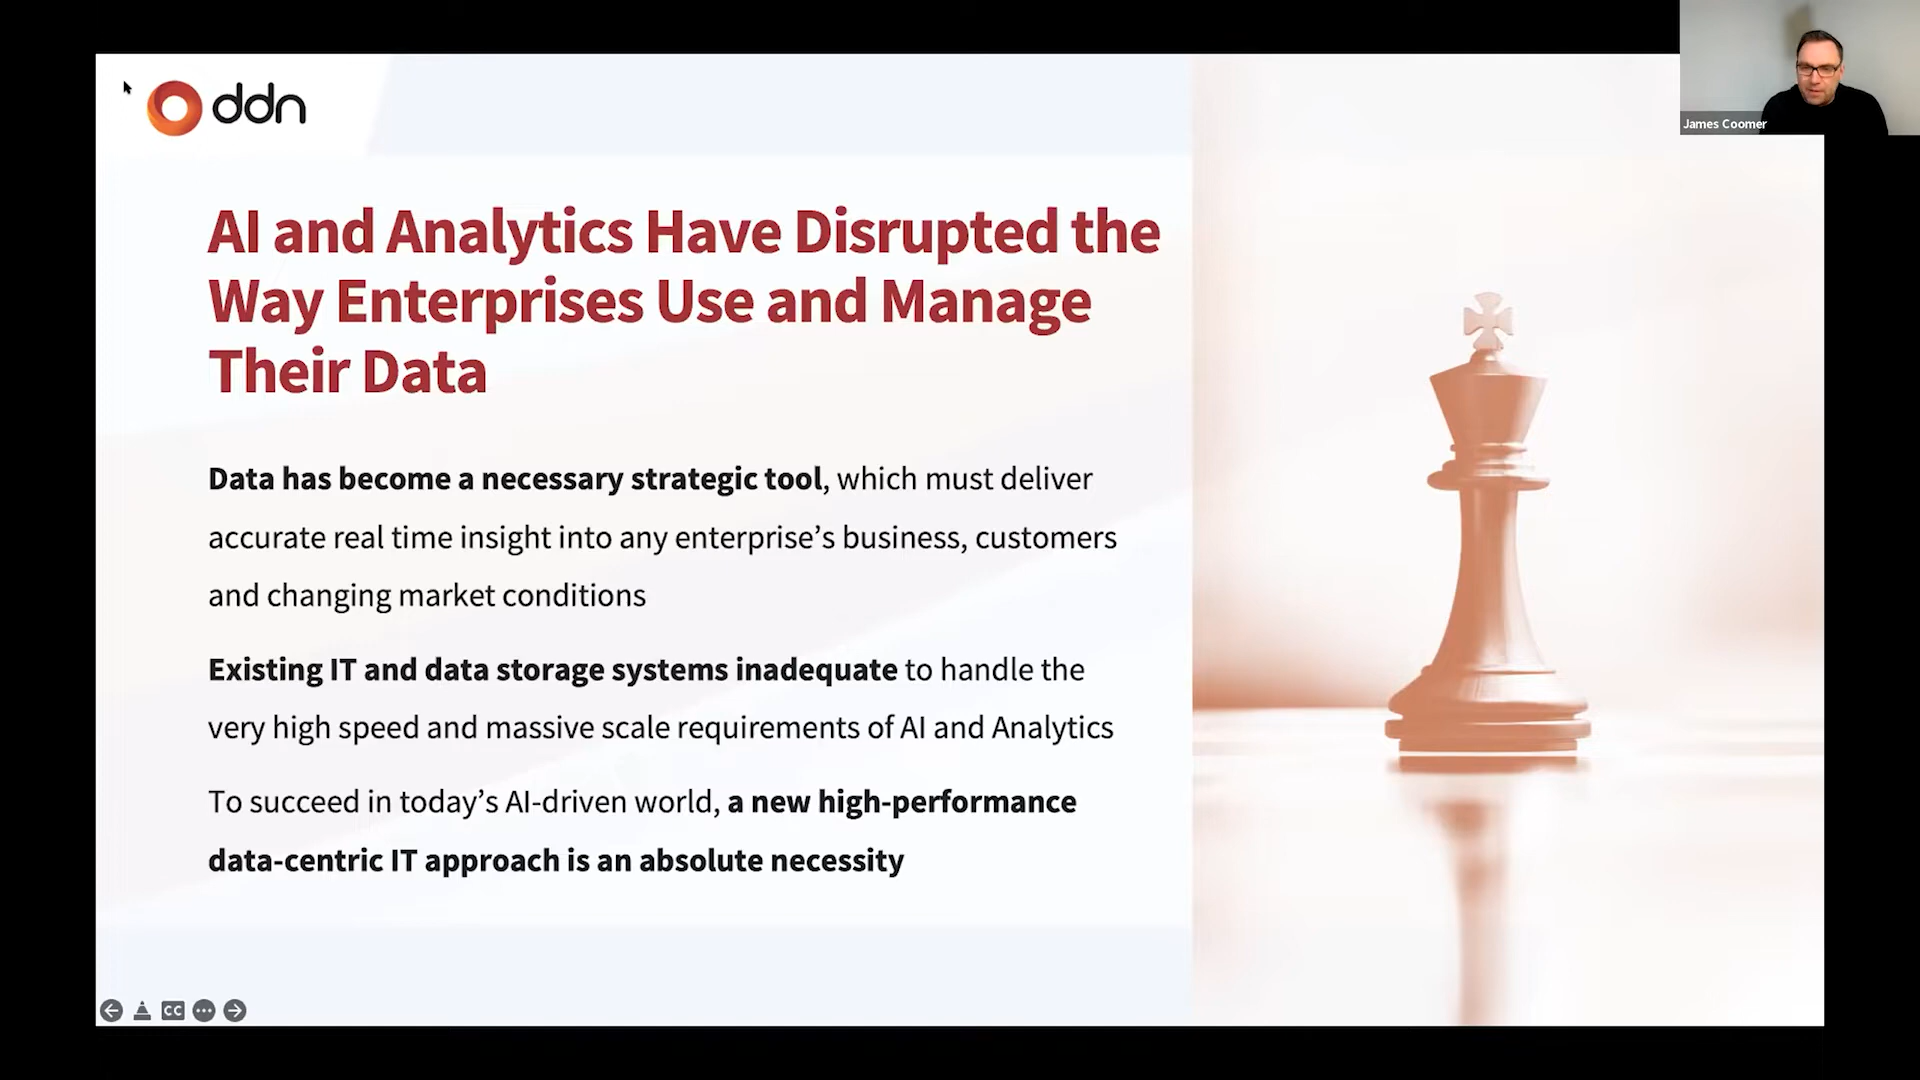 ddn
James Coomer
AI and Analytics Have Disrupted the
Way Enterprises Use and Manage
Their Data
Data has become a necessary strategic tool, which must deliver
accurate real time insight into any enterprise’s business, customers
and changing market conditions
Existing IT and data storage systems inadequate to handle the
very high speed and massive scale requirements of AI and Analytics
To succeed in today’s AI-driven world, a new high-performance
data-centric IT approach is an absolute necessity
CC